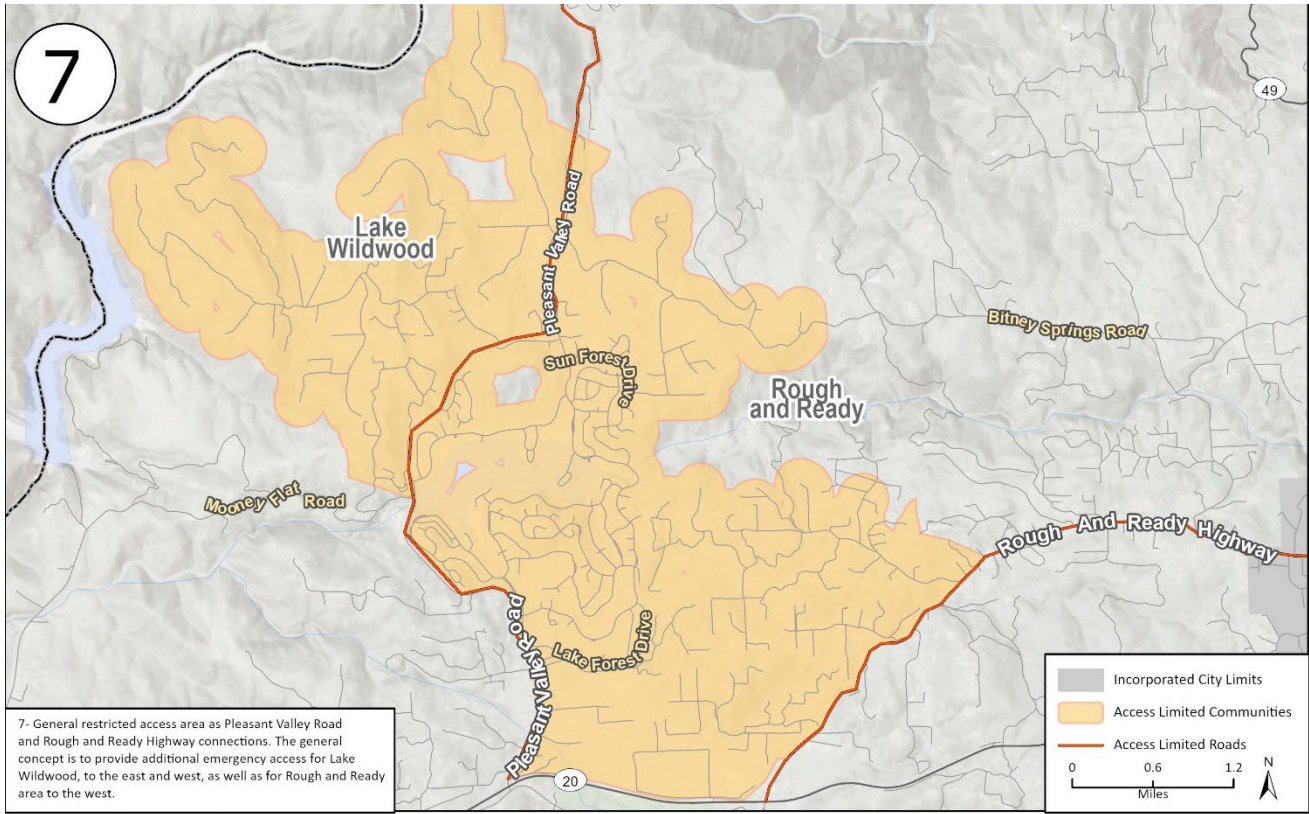 7
49
Pleasant Valley Road
Lake
Wildwood
Bitney Springs Road
Sun Forest Drive
Rough
and Ready
Mooney Flat Road
Rough And Ready Highway
Pleasant Valley Road
Lake Forest Drive
20
7- General restricted access area as Pleasant Valley Road
and Rough and Ready Highway connections. The general
concept is to provide additional emergency access for Lake
Wildwood, to the east and west, as well as for Rough and Ready
area to the west.
Incorporated City Limits
Access Limited Communities
Access Limited Roads
0 0.6 1.2
Miles
N